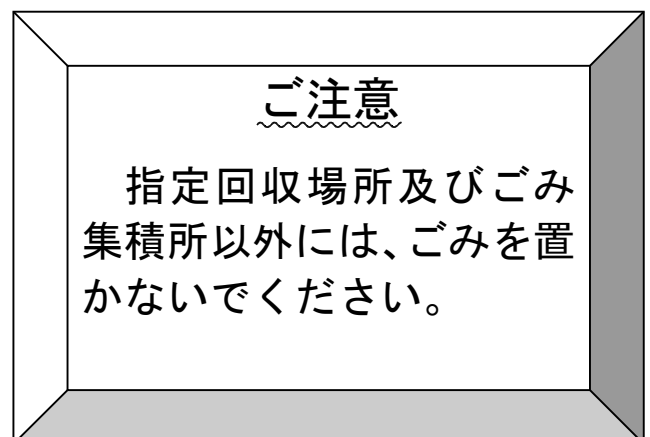 ご注意
指定回収場所及びごみ
集積所以外には、ごみを置
かないでください。